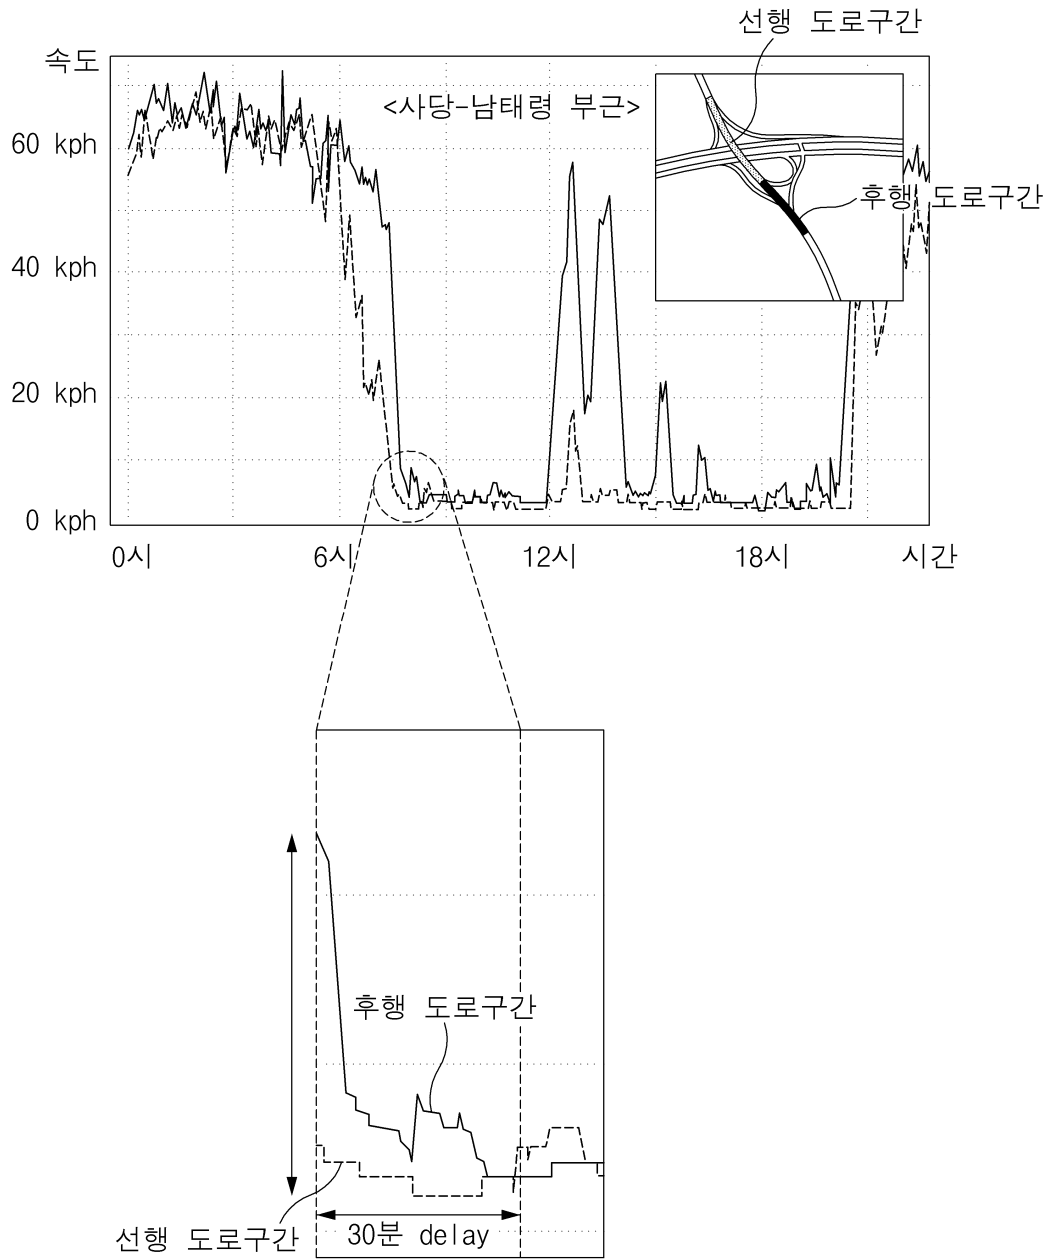 선행 도로구간
속도
<사당-남태령 부근>
60 kph
후행 도로구간
40 kph
20 kph
0 kph
0시 6시 12시 18시 시간
후행 도로구간
선행 도로구간
30분 delay